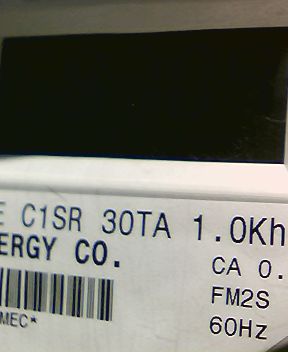 E C1SR 30TA 1.0Kh
ERGY CO.
CA 0.
FM2S
MEC*
60Hz